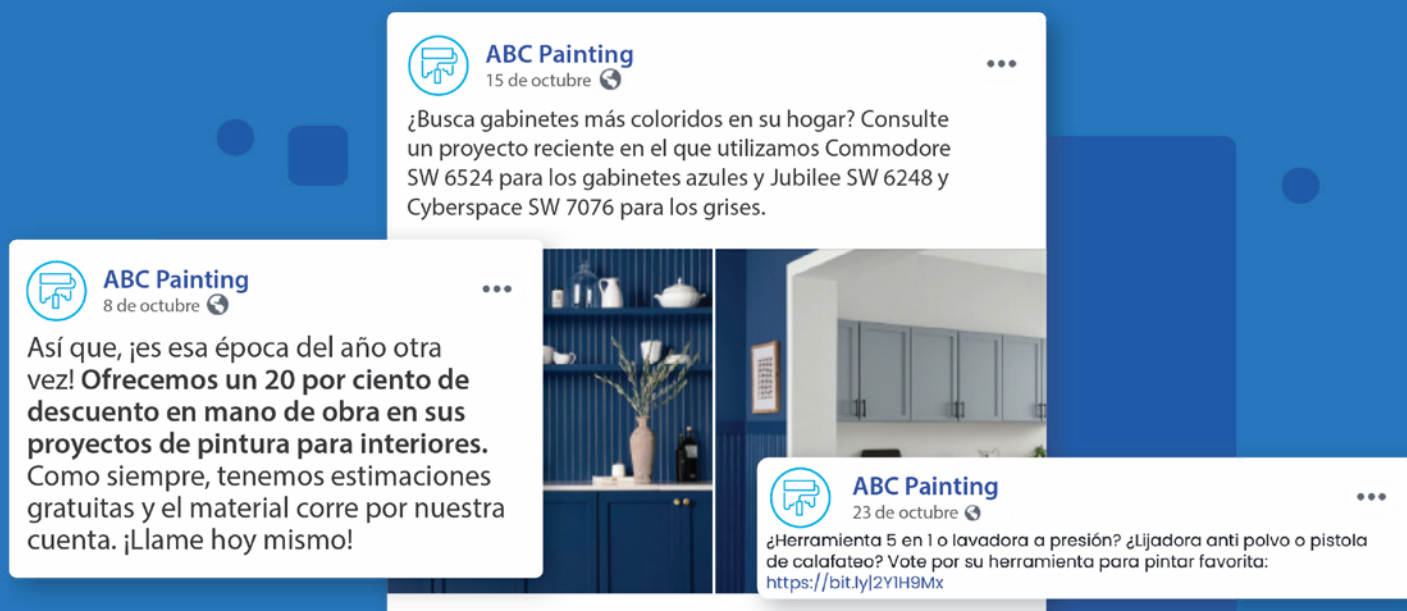 ABC Painting
15 de octubre
¿Busca gabinetes más coloridos en su hogar? Consulte
un proyecto reciente en el que utilizamos Commodore
SW 6524 para los gabinetes azules y Jubilee SW 6248 y
Cyberspace SW 7076 para los grises.
ABC Painting
8 de octubre
Así que, ¡es esa época del año otra
vez! Ofrecemos un 20 por ciento de
descuento en mano de obra en sus
proyectos de pintura para interiores.
Como siempre, tenemos estimaciones
gratuitas y el material corre por nuestra
cuenta. ¡Llame hoy mismo!
ABC Painting
23 de octubre
¿Herramienta 5 en 1 o lavadora a presión? ¿Lijadora anti polvo o pistola
de calafateo? Vote por su herramienta para pintar favorita:
https://bit.ly|2Y1H9Mx